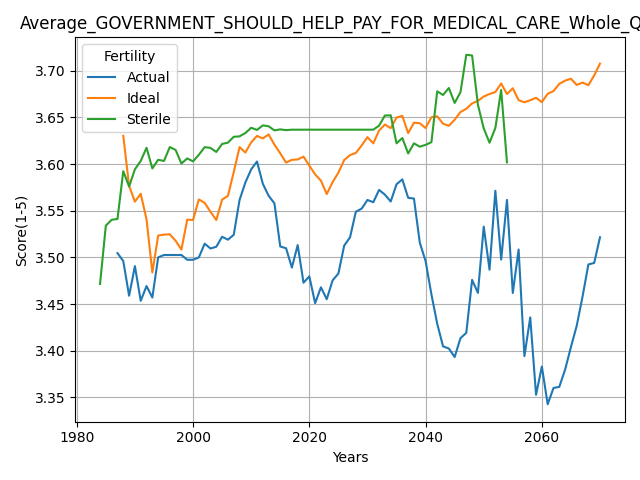 Average_GOVERNMENT_SHOULD_HELP_PAY_FOR_MEDICAL_CARE_Whole_Q
Fertility
Actual
Ideal
Sterile
Score(1-5)
3.70
3.65
3.60
3.55
3.50
3.45
3.40
3.35
1980 2000 2020 2040 2060
Years